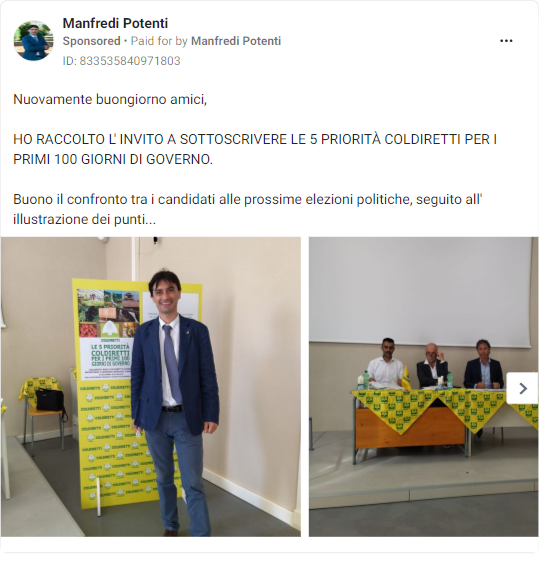 Manfredi Potenti
Sponsored • Paid for by Manfredi Potenti
ID: 833535840971803
Nuovamente buongiorno amici,
HO RACCOLTO L' INVITO A SOTTOSCRIVERE LE 5 PRIORITÀ COLDIRETTI PER I
PRIMI 100 GIORNI DI GOVERNO.
Buono il confronto tra i candidati alle prossime elezioni politiche, seguito all'
illustrazione dei punti...
COLDIRETTI
LE 5 PRIORITÀ
COLDIRETTI
PER I PRIMI 100
GIORNI DI GOVERNO